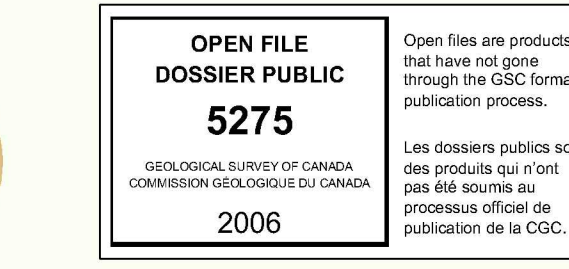 OPEN FILE
DOSSIER PUBLIC
5275
GEOLOGICAL SURVEY OF CANADA
COMMISSION GÉOLOGIQUE DU CANADA
2006
Open files are products
that have not gone
through the GSC forma
publication process.
Les dossiers publics so
des produits qui n'ont
pas été soumis au
processus officiel de
publication de la CGC.